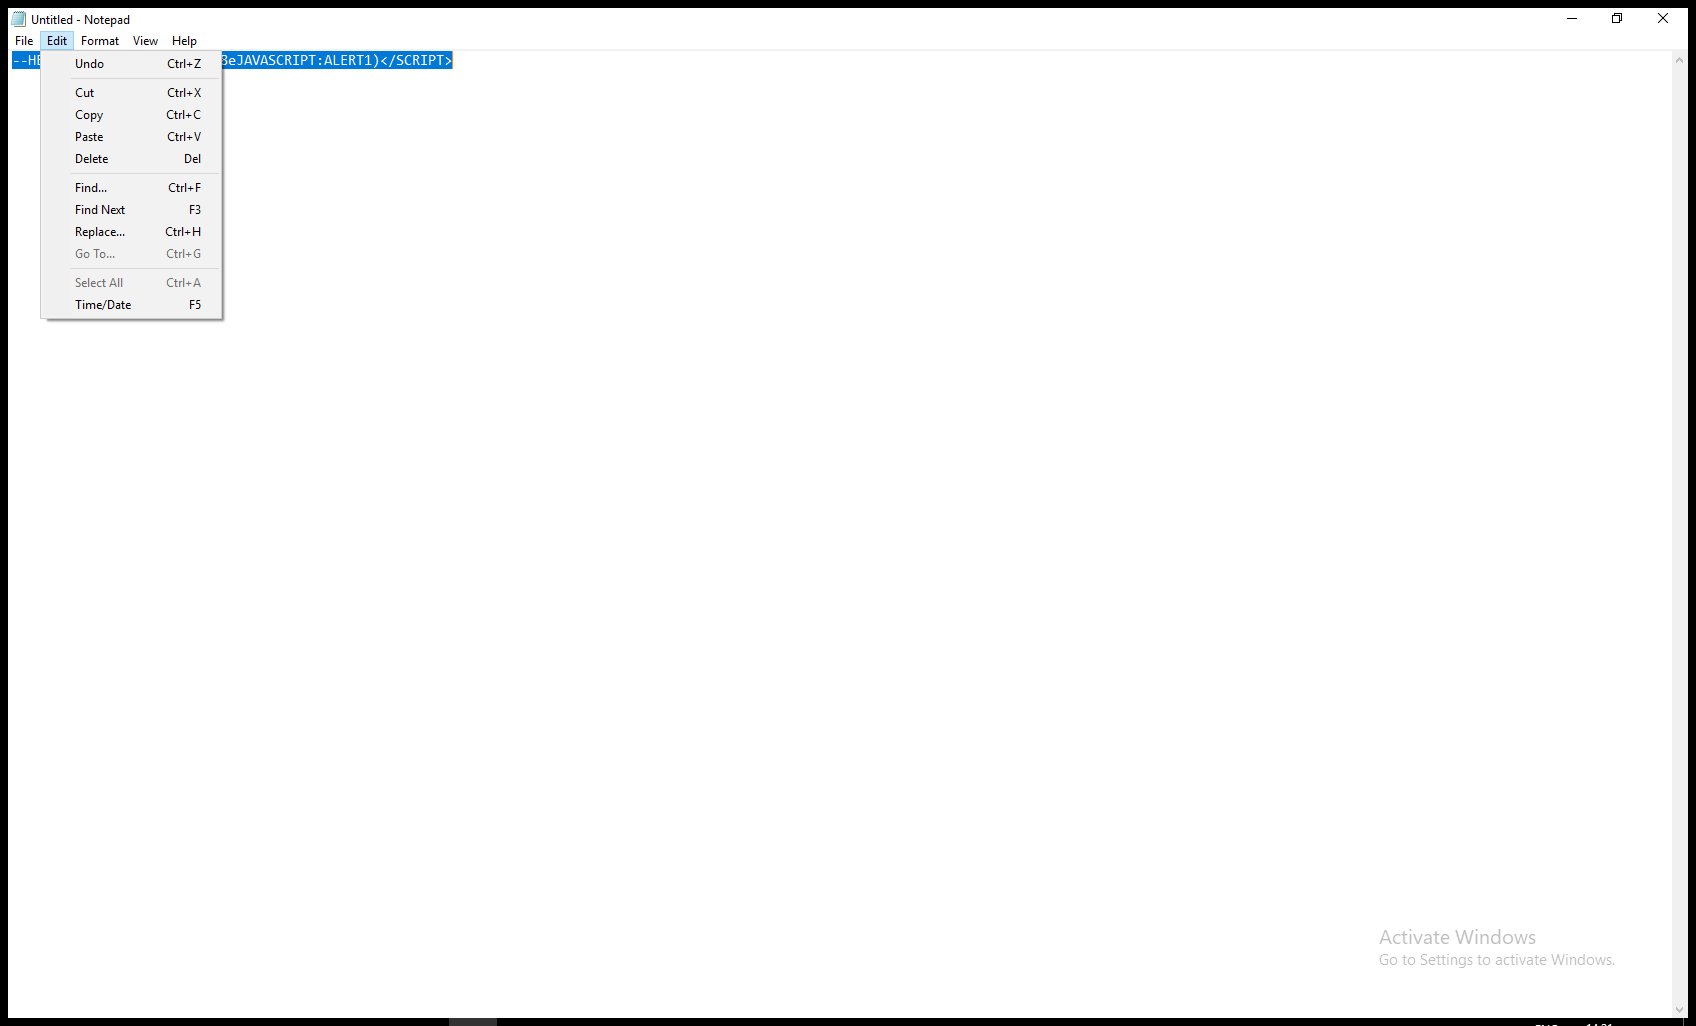 Untitled - Notepad
File Edit Format View Help
3eJAVASCRIPT:ALERT1)</SCRIPT>
Undo Ctrl+Z
Cut Ctrl+X
Copy Ctrl+C
Paste Ctrl+V
Delete Del
Find... Ctrl+F
Find Next F3
Replace... Ctrl+H
Go To... Ctrl+G
Select All Ctrl+A
Time/Date F5
Activate Windows
Go to Settings to activate Windows.